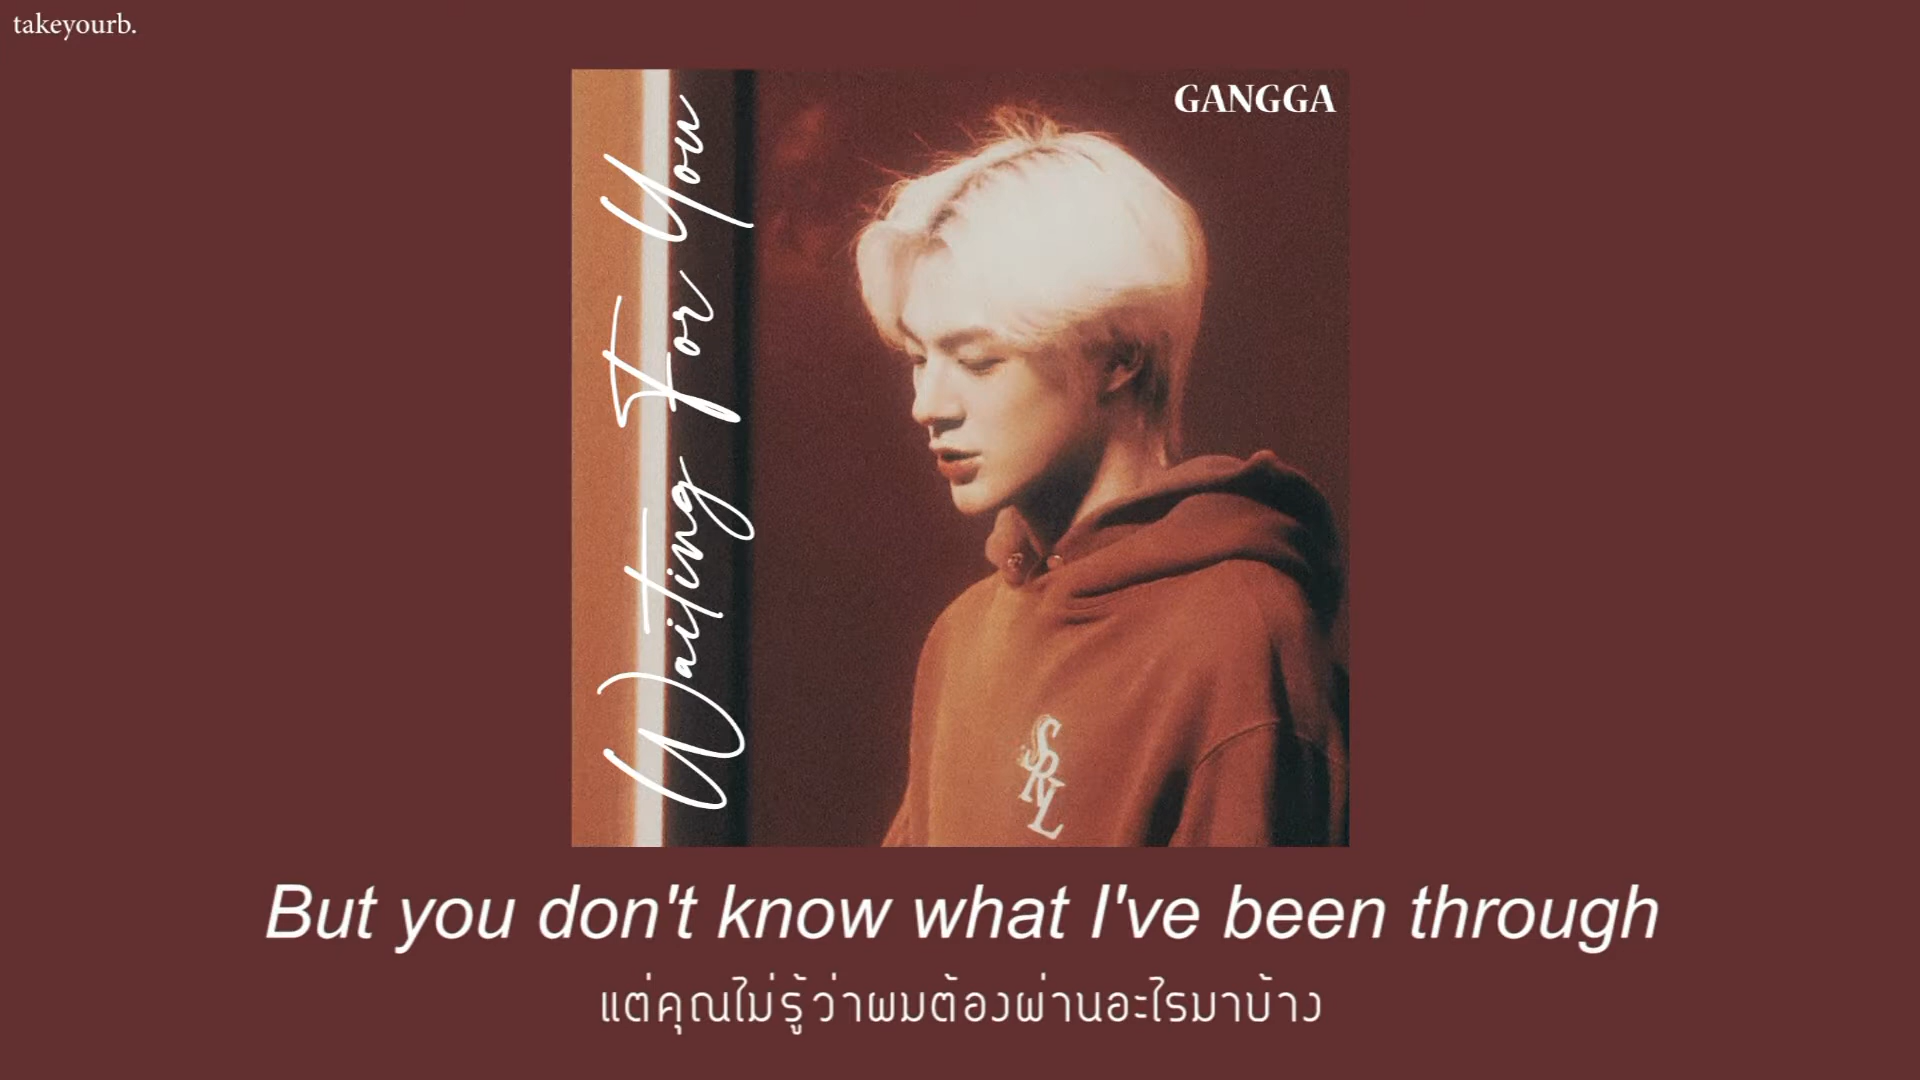 takeyourb.
GANGGA
Waiting For You
SRNL
But you don't know what I've been through
แต่คุณไม่รู้ว่าผมต้องผ่านอะไรมาบ้าง